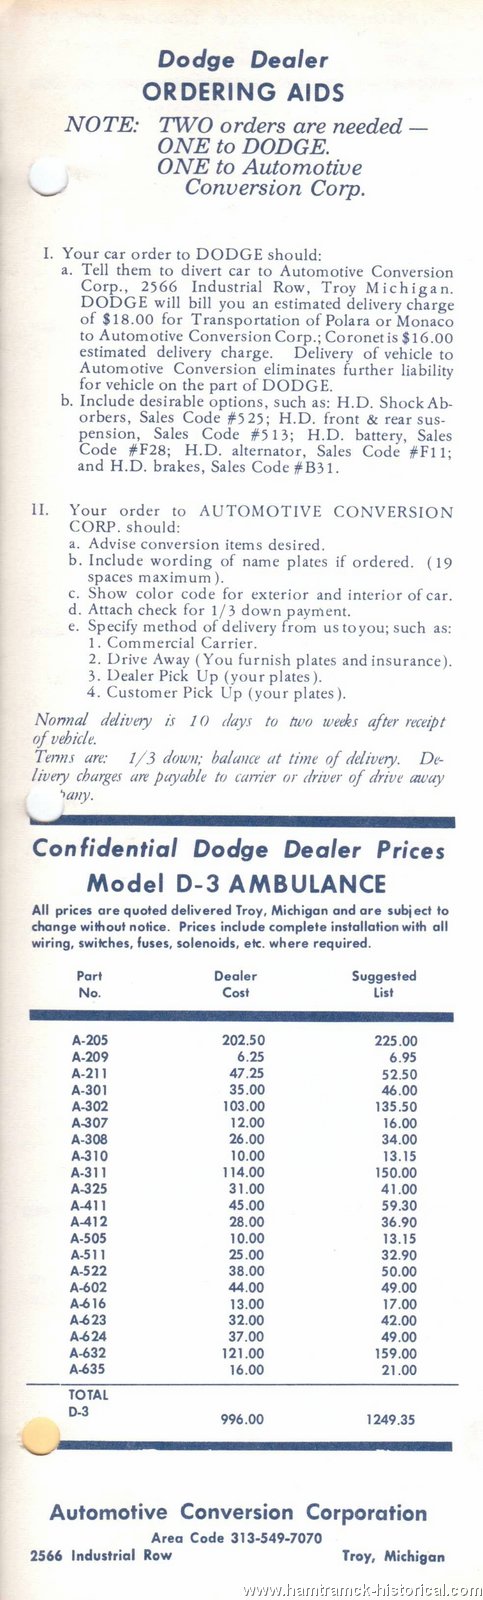 Dodge Dealer
ORDERING AIDS
NOTE: TWO orders are needed —
ONE to DODGE.
ONE to Automotive
Conversion Corp.
I. Your car order to DODGE should:
a. Tell them to divert car to Automotive Conversion
Corp., 2566 Industrial Row, Troy Michigan.
DODGE will bill you an estimated delivery charge
of $18.00 for Transportation of Polara or Monaco
to Automotive Conversion Corp.; Coronet is $16.00
estimated delivery charge. Delivery of vehicle to
Automotive Conversion eliminates further liability
for vehicle on the part of DODGE.
b. Include desirable options, such as: H.D. Shock Ab-
orbers, Sales Code #525; H.D. front & rear sus-
pension, Sales Code #513; H.D. battery, Sales
Code #F28; H.D. alternator, Sales Code #F11;
and H.D. brakes, Sales Code #B31.
II. Your order to AUTOMOTIVE CONVERSION
CORP. should:
a. Advise conversion items desired.
b. Include wording of name plates if ordered. (19
spaces maximum).
c. Show color code for exterior and interior of car.
d. Attach check for 1/3 down payment.
e. Specify method of delivery from us to you; such as:
1. Commercial Carrier.
2. Drive Away (You furnish plates and insurance).
3. Dealer Pick Up (your plates).
4. Customer Pick Up (your plates).
Normal delivery is 10 days to two weeks after receipt
of vehicle.
Terms are: 1/3 down; balance at time of delivery. De-
livery charges are payable to carrier or driver of drive away
pany.
Confidential Dodge Dealer Prices
Model D-3 AMBULANCE
All prices are quoted delivered Troy, Michigan and are subject to
change without notice. Prices include complete installation with all
wiring, switches, fuses, solenoids, etc. where required.
Part Dealer Suggested
No. Cost List
A-205 202.50 225.00
A-209 6.25 6.95
A-211 47.25 52.50
A-301 35.00 46.00
A-302 103.00 135.50
A-307 12.00 16.00
A-308 26.00 34.00
A-310 10.00 13.15
A-311 114.00 150.00
A-325 31.00 41.00
A-411 45.00 59.30
A-412 28.00 36.90
A-505 10.00 13.15
A-511 25.00 32.90
A-522 38.00 50.00
A-602 44.00 49.00
A-616 13.00 17.00
A-623 32.00 42.00
A-624 37.00 49.00
A-632 121.00 159.00
A-635 16.00 21.00
TOTAL
D-3 996.00 1249.35
Automotive Conversion Corporation
Area Code 313-549-7070
2566 Industrial Row Troy, Michigan
www.hamtramck-historical.com